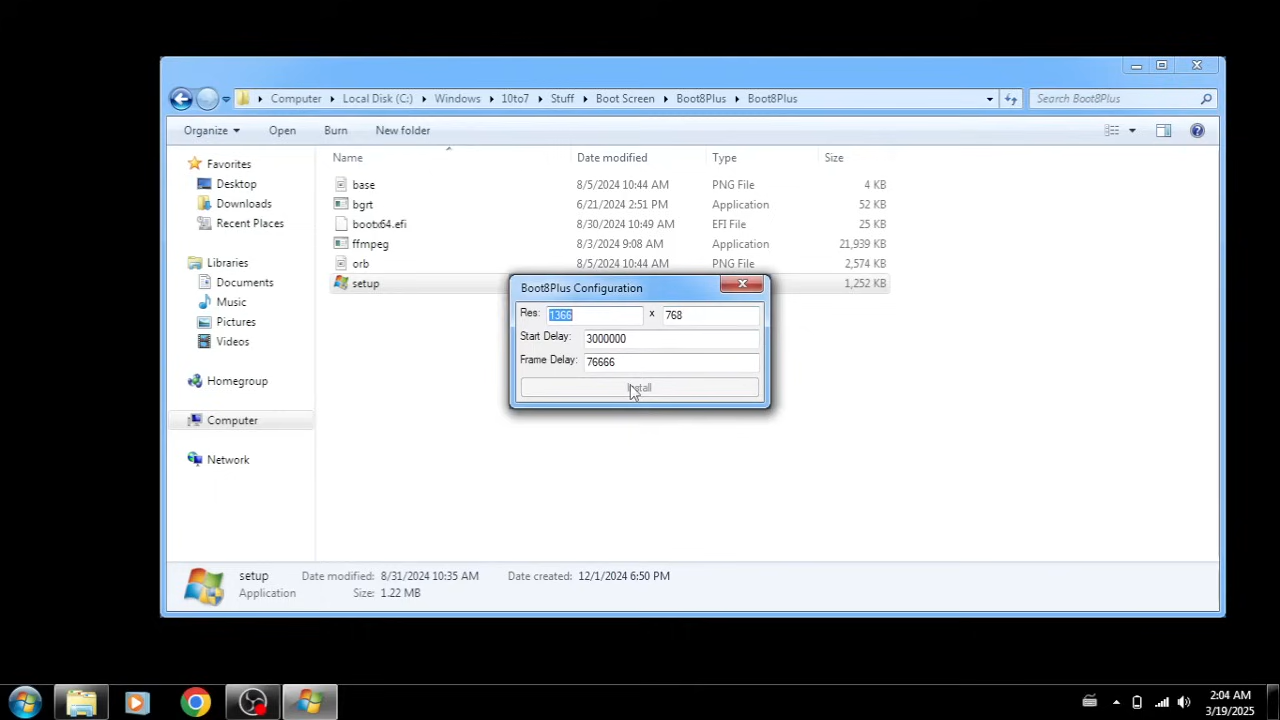 Computer Local Disk (C:) Windows 10to7 Stuff Boot Screen Boot8Plus Boot8Plus Search Boot8Plus
Organize Open Burn New folder
Favorites
Desktop
Downloads
Recent Places
Libraries
Documents
Music
Pictures
Videos
Homegroup
Computer
Network
Name Date modified Type Size
base 8/5/2024 10:44 AM PNG File 4 KB
bgrt 6/21/2024 2:51 PM Application 52 KB
bootx64.efi 8/30/2024 10:49 AM EFI File 25 KB
ffmpeg 8/3/2024 9:08 AM Application 21,939 KB
orb 8/5/2024 10:44 AM PNG File 2,574 KB
setup 1,252 KB
Boot8Plus Configuration
Res: 1366 x 768
Start Delay: 3000000
Frame Delay: 76666
Install
setup Date modified: 8/31/2024 10:35 AM Date created: 12/1/2024 6:50 PM
Application Size: 1.22 MB
2:04 AM
3/19/2025